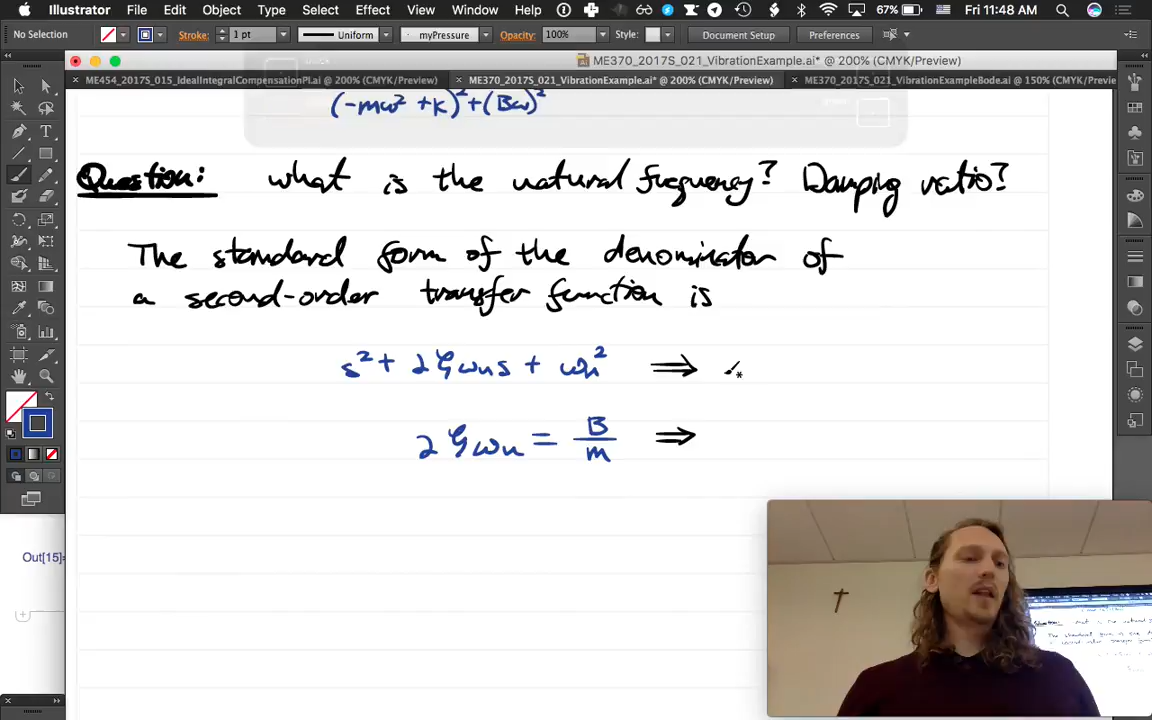 Illustrator File Edit Object Type Select Effect View Window Help 67% Fri 11:48 AM
No Selection Stroke: 1 pt Uniform myPressure Opacity: 100% Style: Document Setup Preferences
ME370_2017S_021_VibrationExample.ai* @ 200% (CMYK/Preview)
ME454_2017S_015_IdealIntegralCompensationPI.ai @ 200% (CMYK/Preview) ME370_2017S_021_VibrationExample.ai* @ 200% (CMYK/Preview) ME370_2017S_021_VibrationExampleBode.ai @ 150% (CMYK/Preview)
(-mω² + K)² + (Bω)²
Question: what is the natural frequency? Damping ratio?
The standard form of the denominator of
a second-order transfer function is
s² + 2ζωns + ωn² ⇒
2ζωn = B/m ⇒
Out[15]=